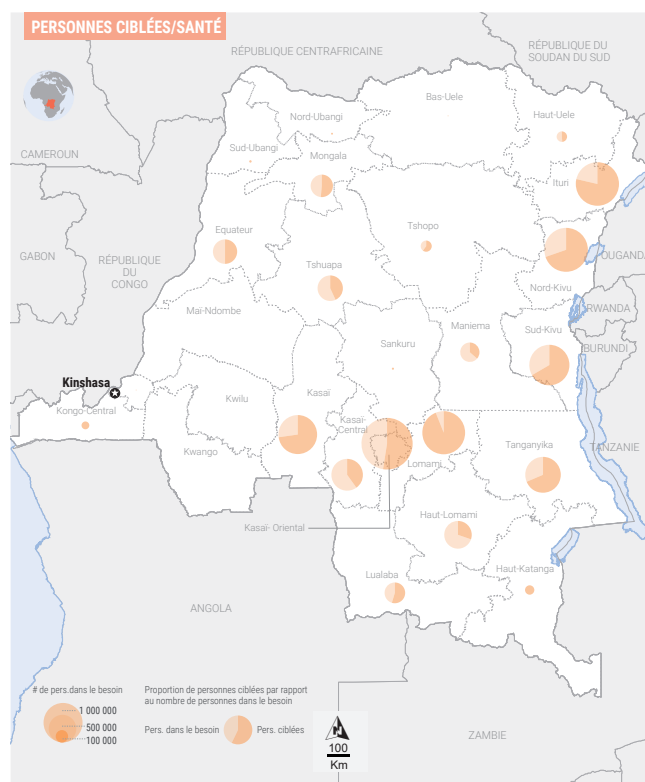 PERSONNES CIBLÉES/SANTÉ
RÉPUBLIQUE CENTRAFRICAINE
RÉPUBLIQUE DU
SOUDAN DU SUD
Bas-Uele
Nord-Ubangi
Haut-Uele
Sud-Ubangi
Mongala
CAMEROUN
Ituri
Equateur
Tshopo
GABON
RÉPUBLIQUE
DU
CONGO
Tshuapa
OUGANDA
Nord-Kivu
Maï-Ndombe
RWANDA
Maniema
Sud-Kivu
Sankuru
BURUNDI
Kinshasa
Kasaï
Kwilu
Kongo-Central
Kasaï-
Central
TANZANIE
Kwango
Lomami
Tanganyika
Haut-Lomami
Kasaï- Oriental
Lualaba
Haut-Katanga
ANGOLA
# de pers.dans le besoin
1 000 000
500 000
100 000
Proportion de personnes ciblées par rapport
au nombre de personnes dans le besoin
Pers. dans le besoin
Pers. ciblées
100
Km
ZAMBIE